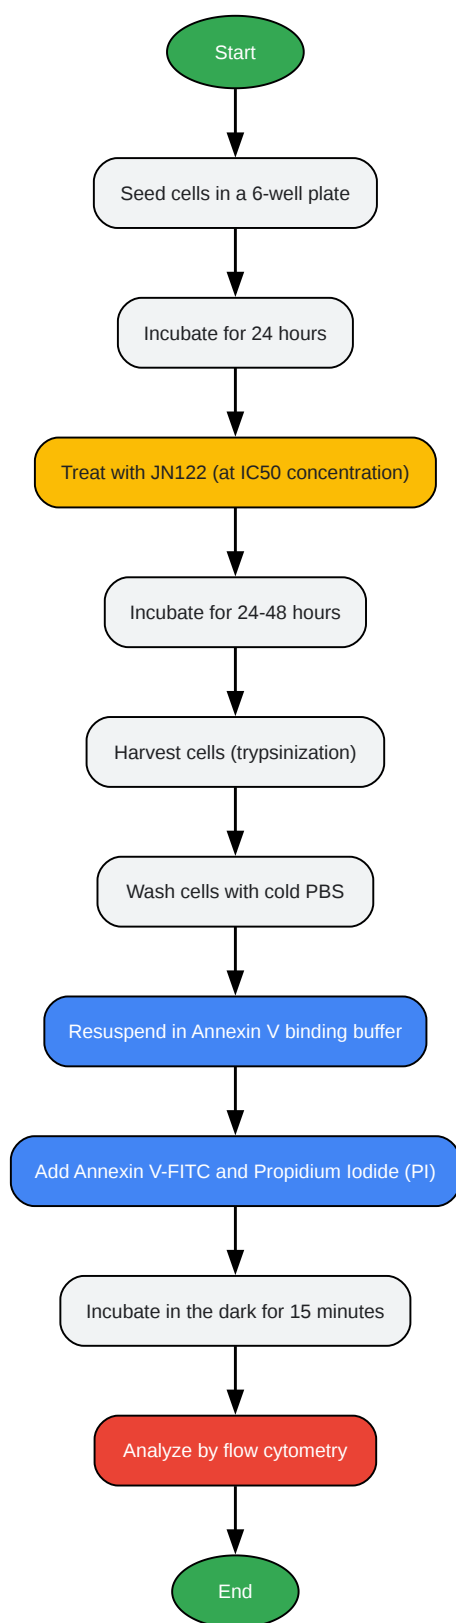 Start
Seed cells in a 6-well plate
Incubate for 24 hours
Treat with JN122 (at IC50 concentration)
Incubate for 24-48 hours
Harvest cells (trypsinization)
Wash cells with cold PBS
Resuspend in Annexin V binding buffer
Add Annexin V-FITC and Propidium Iodide (PI)
Incubate in the dark for 15 minutes
Analyze by flow cytometry
End